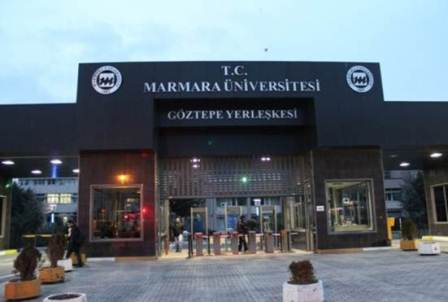 T.C.
MARMARA ÜNİVERSİTESİ
GÖZTEPE YERLEŞKESİ